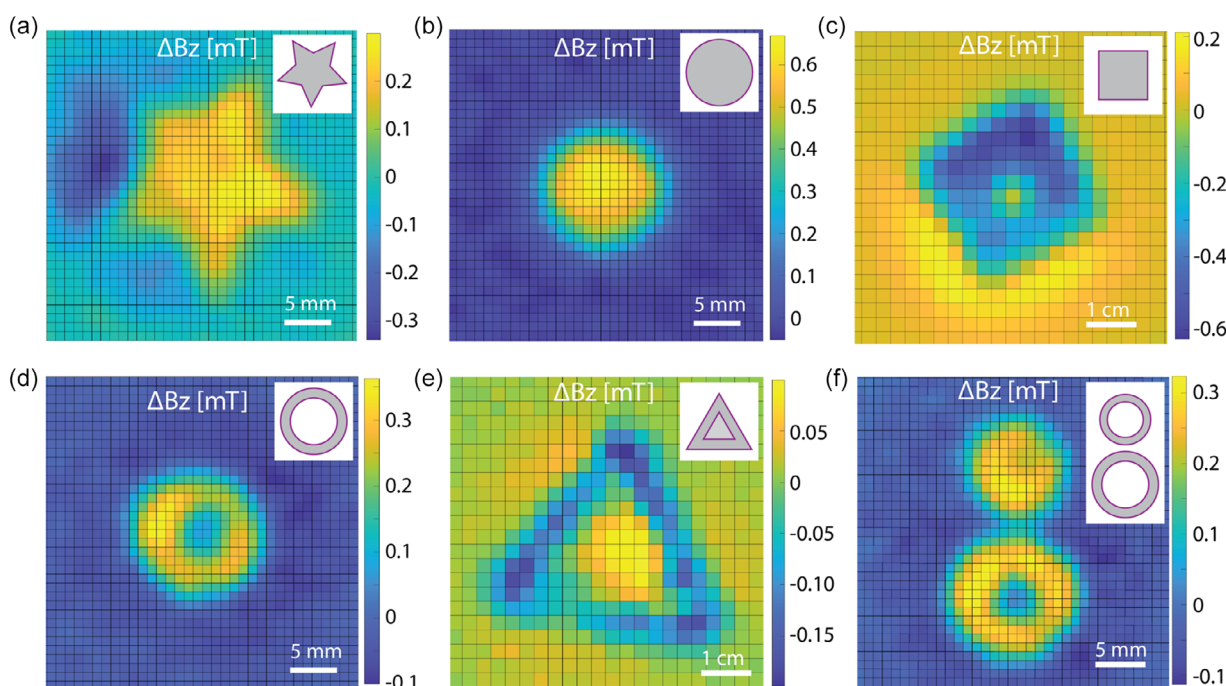 (a)
ΔBz [mT]
0.2
0.1
0
-0.1
-0.2
-0.3
5 mm
(b)
ΔBz [mT]
0.6
0.5
0.4
0.3
0.2
0.1
0
5 mm
(c)
ΔBz [mT]
0.2
0
-0.2
-0.4
-0.6
1 cm
(d)
ΔBz [mT]
0.3
0.2
0.1
0
-0.1
5 mm
(e)
ΔBz [mT]
0.05
0
-0.05
-0.10
-0.15
1 cm
(f)
ΔBz [mT]
0.3
0.2
0.1
0
-0.1
5 mm